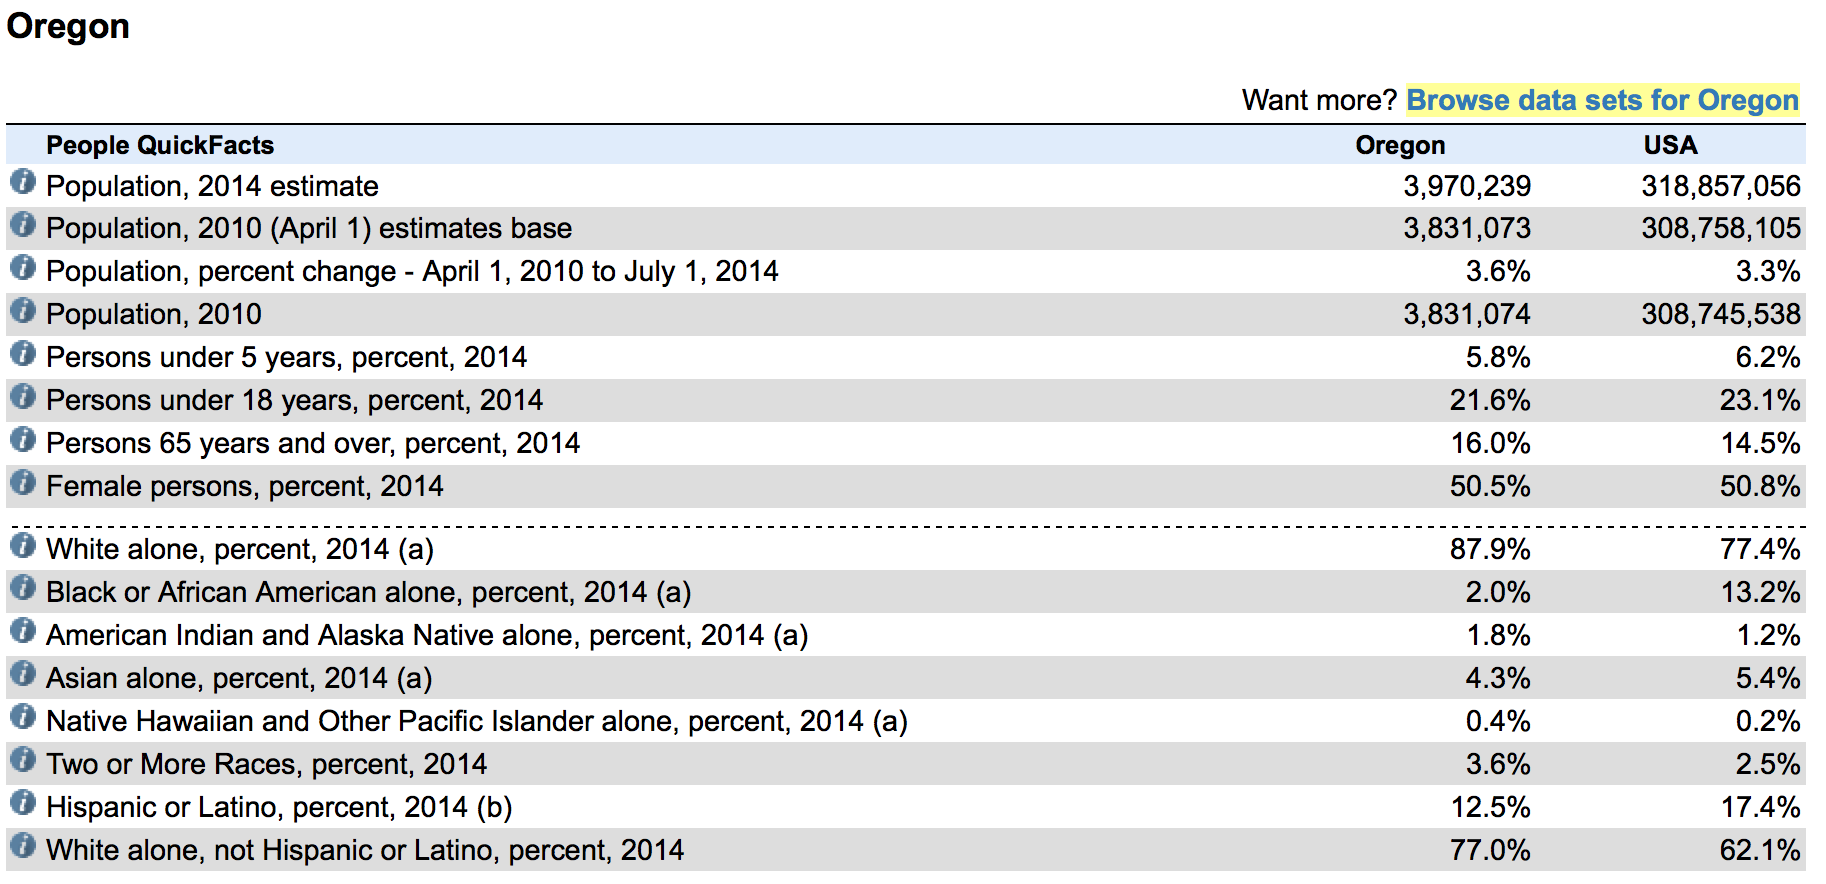 Oregon
Want more? Browse data sets for Oregon
People QuickFacts Oregon USA
Population, 2014 estimate 3,970,239 318,857,056
Population, 2010 (April 1) estimates base 3,831,073 308,758,105
Population, percent change - April 1, 2010 to July 1, 2014 3.6% 3.3%
Population, 2010 3,831,074 308,745,538
Persons under 5 years, percent, 2014 5.8% 6.2%
Persons under 18 years, percent, 2014 21.6% 23.1%
Persons 65 years and over, percent, 2014 16.0% 14.5%
Female persons, percent, 2014 50.5% 50.8%
White alone, percent, 2014 (a) 87.9% 77.4%
Black or African American alone, percent, 2014 (a) 2.0% 13.2%
American Indian and Alaska Native alone, percent, 2014 (a) 1.8% 1.2%
Asian alone, percent, 2014 (a) 4.3% 5.4%
Native Hawaiian and Other Pacific Islander alone, percent, 2014 (a) 0.4% 0.2%
Two or More Races, percent, 2014 3.6% 2.5%
Hispanic or Latino, percent, 2014 (b) 12.5% 17.4%
White alone, not Hispanic or Latino, percent, 2014 77.0% 62.1%